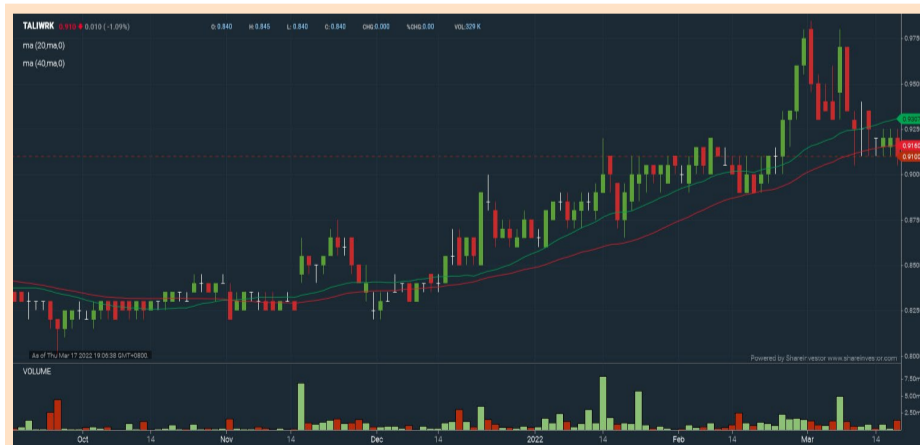 TALIWRK 0.910 0.010 ( -1.09%) O: 0.840 H: 0.845 L: 0.840 C: 0.840 CHG:0.000 %CHG:0.00 VOL:329 K
ma (20,ma,0)
ma (40,ma,0)
0.975
0.950
0.925
0.9160
0.9100
0.900
0.875
0.850
0.825
0.800
As of Thu Mar 17 2022 19:06:38 GMT+0800
Powered by ShareInvestor www.shareinvestor.com
VOLUME
7.50m
5.00m
2.50m
Oct 14 Nov 14 Dec 14 2022 14 Feb 14 Mar 14